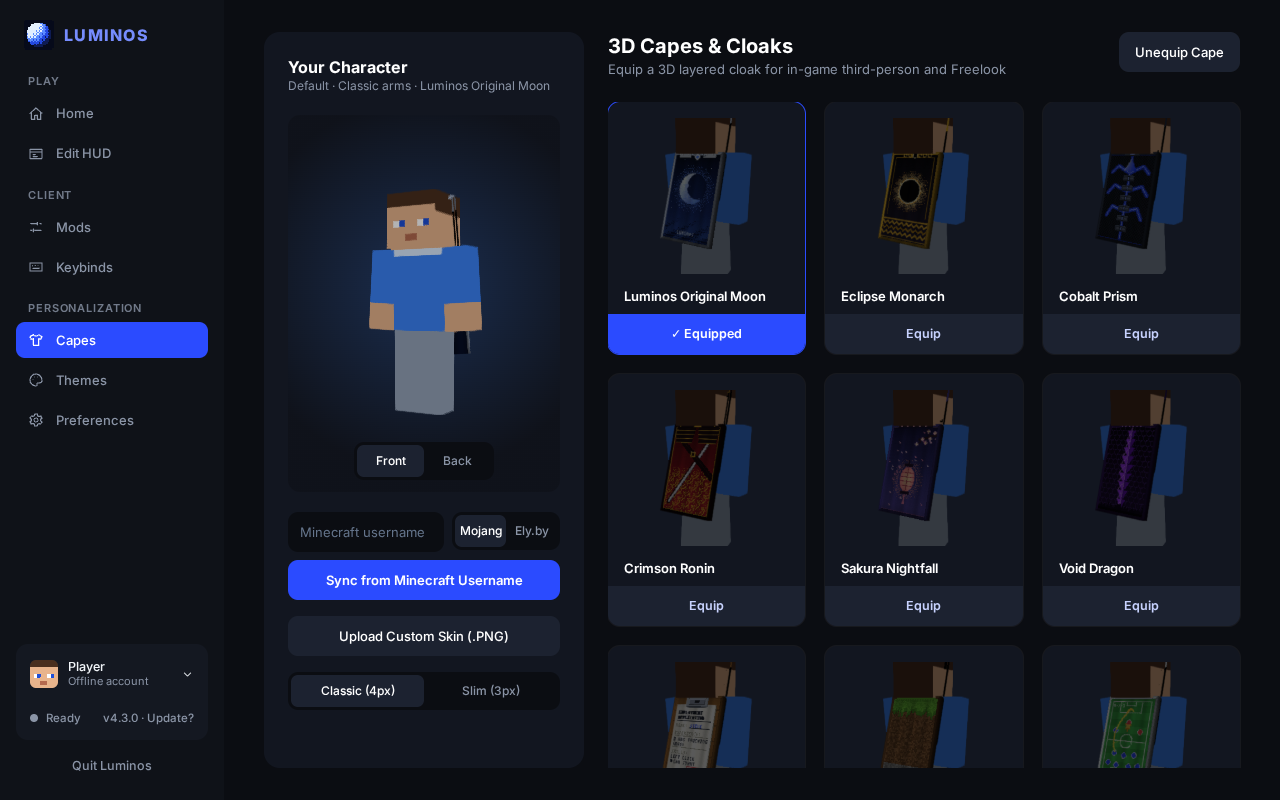 LUMINOS
PLAY
Home
Edit HUD
CLIENT
Mods
Keybinds
PERSONALIZATION
Capes
Themes
Preferences
Player
Offline account
Ready
v4.3.0 · Update?
Quit Luminos
Your Character
Default · Classic arms · Luminos Original Moon
Front
Back
Minecraft username
Mojang
Ely.by
Sync from Minecraft Username
Upload Custom Skin (.PNG)
Classic (4px)
Slim (3px)
3D Capes & Cloaks
Equip a 3D layered cloak for in-game third-person and Freelook
Unequip Cape
Luminos Original Moon
✓ Equipped
Eclipse Monarch
Equip
Cobalt Prism
Equip
Crimson Ronin
Equip
Sakura Nightfall
Equip
Void Dragon
Equip